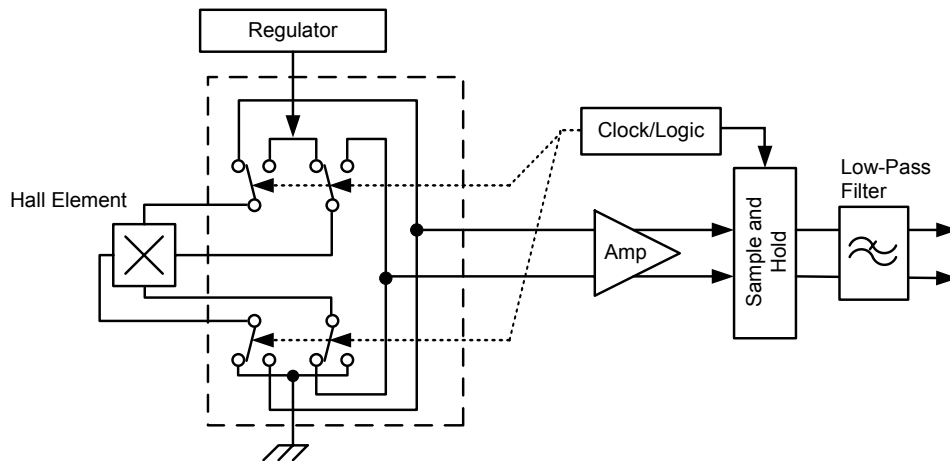 Regulator
Clock/Logic
Low-Pass
Filter
Hall Element
Amp
Sample and
Hold